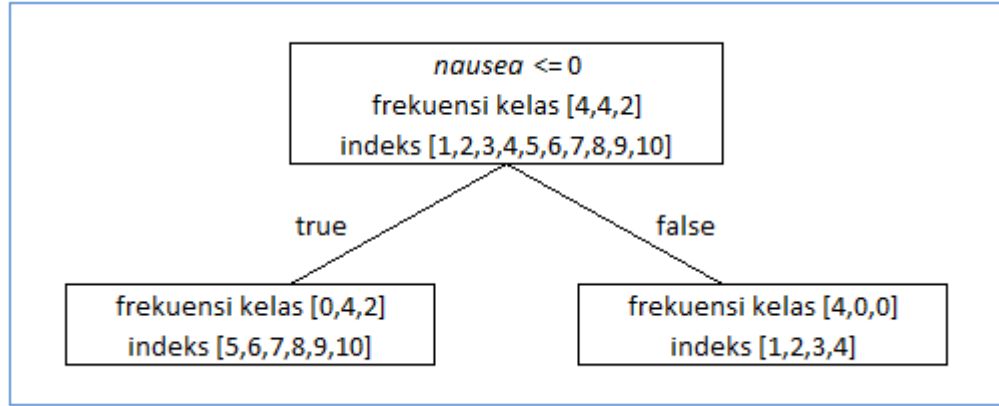 nausea <= 0
frekuensi kelas [4,4,2]
indeks [1,2,3,4,5,6,7,8,9,10]
true
false
frekuensi kelas [0,4,2]
indeks [5,6,7,8,9,10]
frekuensi kelas [4,0,0]
indeks [1,2,3,4]